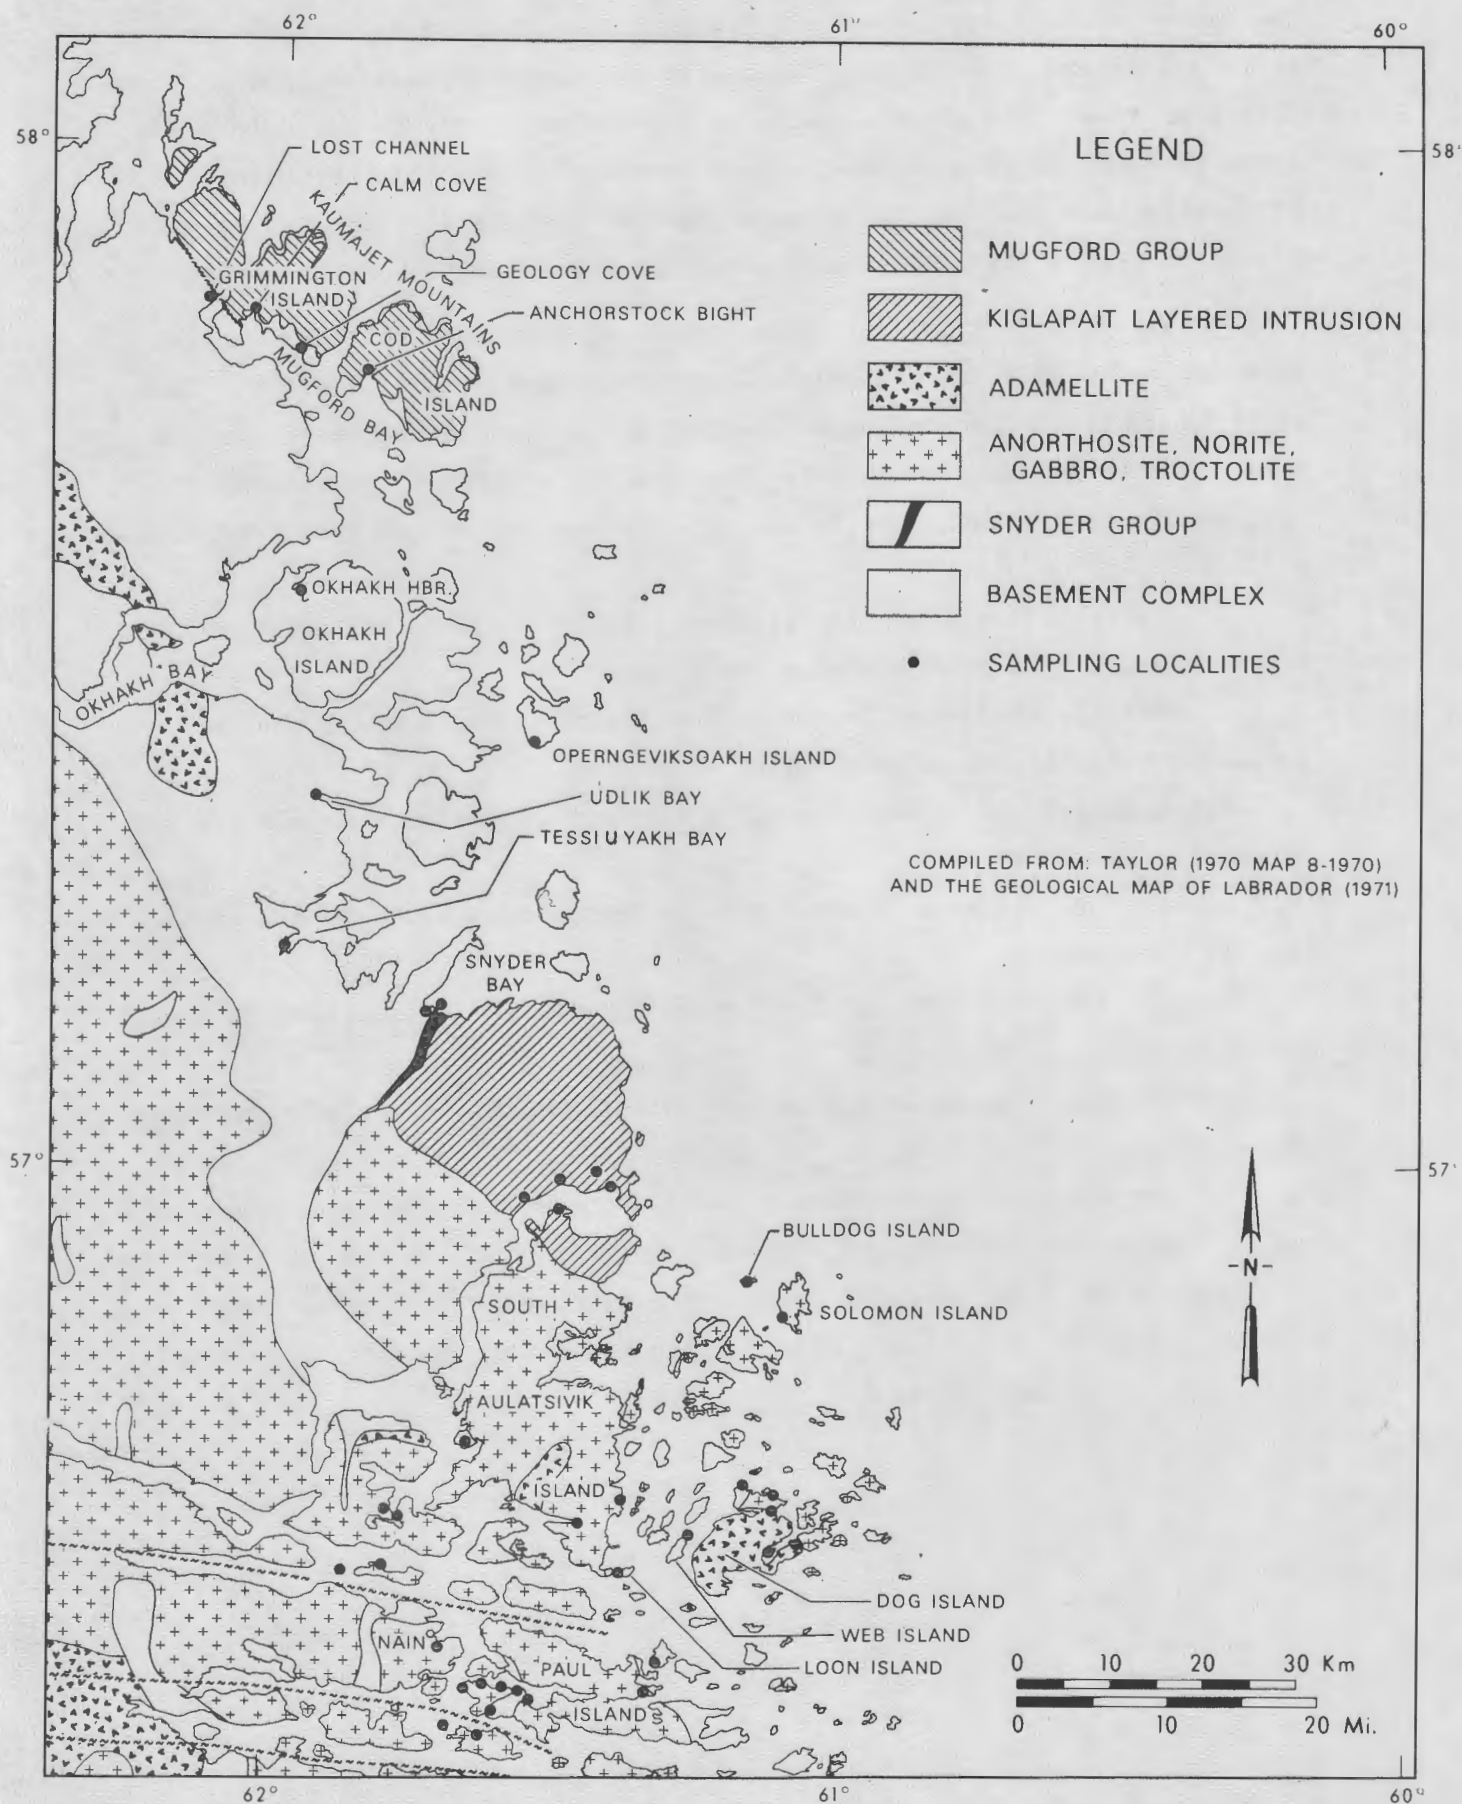 62°
61°
60°
58°
58°
LOST CHANNEL
CALM COVE
KAUMAJET MOUNTAINS
GEOLOGY COVE
GRIMMINGTON
ISLAND
ANCHORSTOCK BIGHT
COD
ISLAND
MUGFORD BAY
LEGEND
MUGFORD GROUP
KIGLAPAIT LAYERED INTRUSION
ADAMELLITE
ANORTHOSITE, NORITE,
GABBRO, TROCTOLITE
SNYDER GROUP
BASEMENT COMPLEX
SAMPLING LOCALITIES
OKHAKH HBR.
OKHAKH
ISLAND
OKHAKH BAY
OPERNGEVIKSOAKH ISLAND
UDLIK BAY
TESSIUYAKH BAY
COMPILED FROM: TAYLOR (1970 MAP 8-1970)
AND THE GEOLOGICAL MAP OF LABRADOR (1971)
SNYDER
BAY
57°
57°
BULLDOG ISLAND
-N-
SOUTH
SOLOMON ISLAND
AULATSIVIK
ISLAND
DOG ISLAND
WEB ISLAND
NAIN
PAUL
LOON ISLAND
ISLANDS
0 10 20 30 Km
0 10 20 Mi.
62°
61°
60°